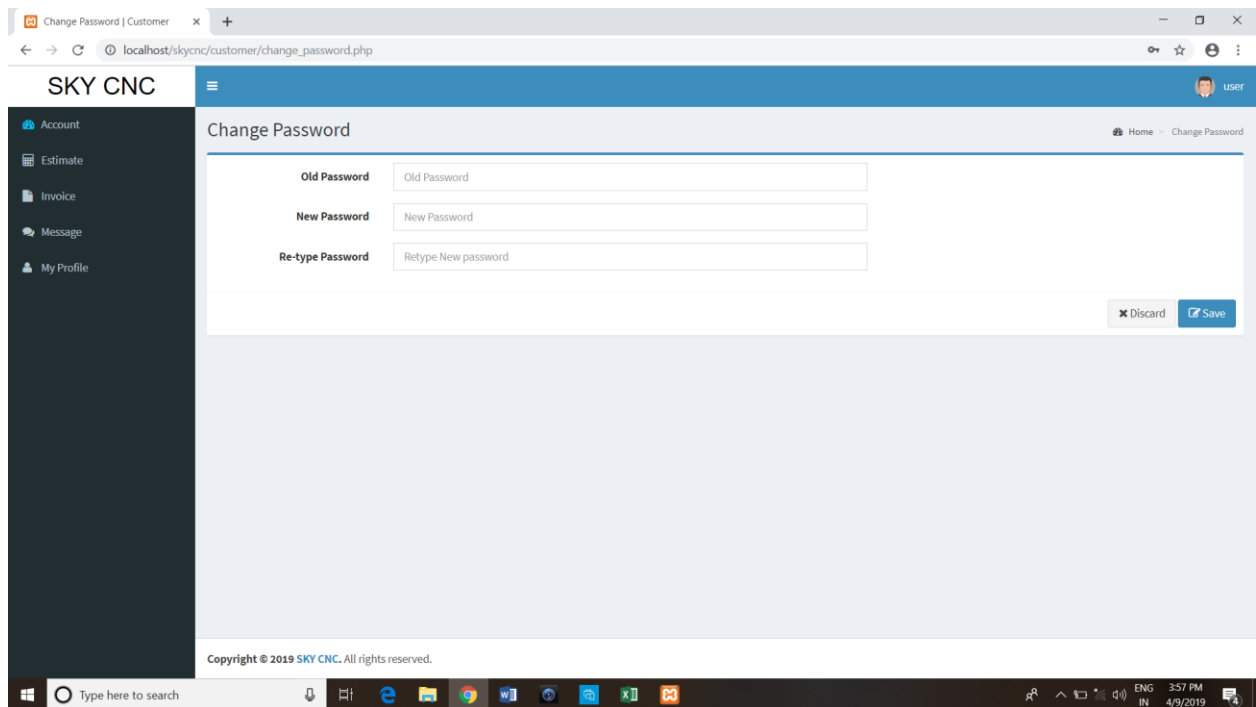 Change Password | Customer
localhost/skycnc/customer/change_password.php
SKY CNC
user
Account
Estimate
Invoice
Message
My Profile
Change Password
Home > Change Password
Old Password Old Password
New Password New Password
Re-type Password Retype New password
Discard Save
Copyright © 2019 SKY CNC. All rights reserved.
Type here to search
ENG 3:57 PM
IN 4/9/2019
4